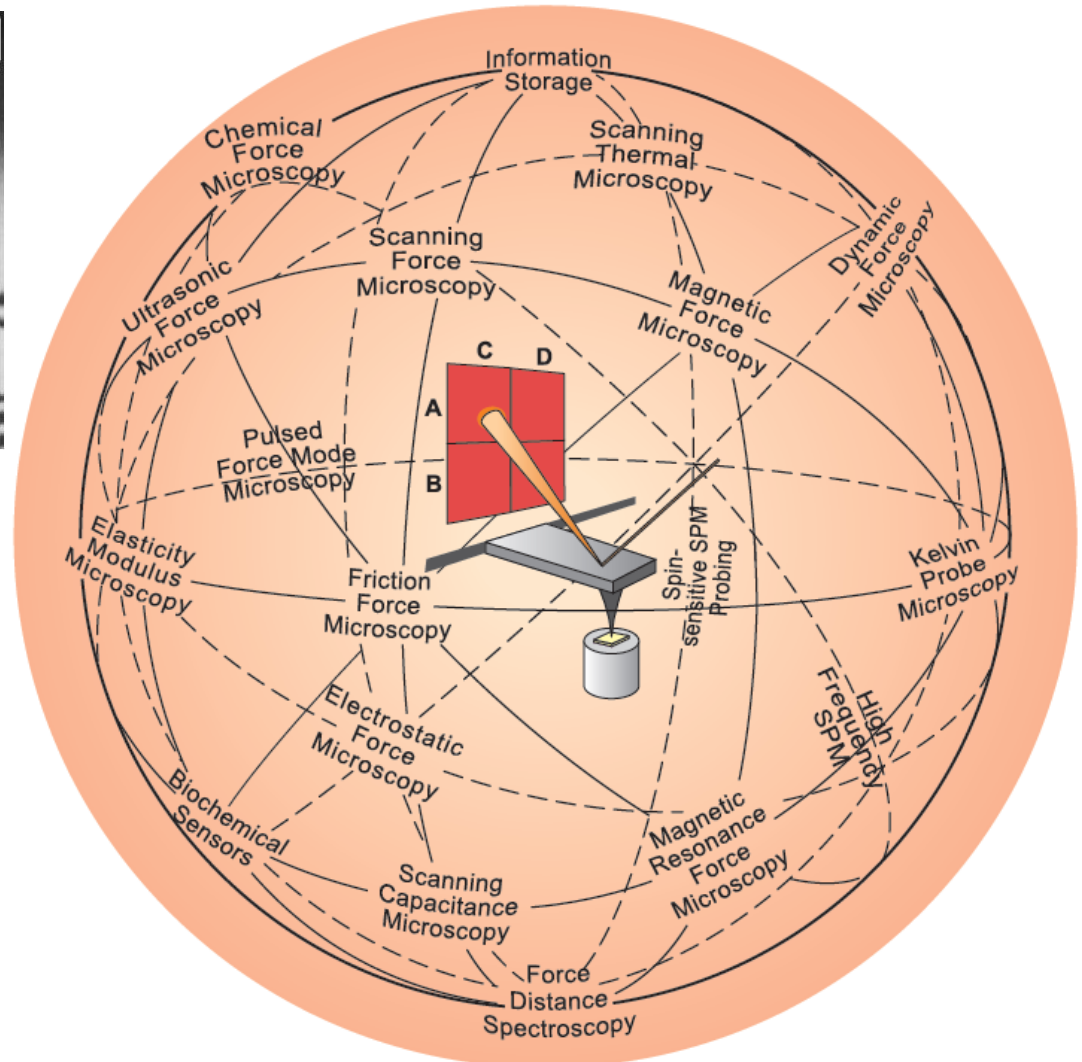 Information
Storage
Chemical
Force
Microscopy
Scanning
Thermal
Microscopy
Dynamic
Force
Microscopy
Scanning
Force
Microscopy
Ultrasonic
Force
Microscopy
Magnetic
Force
Microscopy
C D
A
B
Pulsed
Force Mode
Microscopy
Elasticity
Modulus
Microscopy
Friction
Force
Microscopy
Spin-
sensitive SPM
Probing
Kelvin
Probe
Microscopy
Electrostatic
Force
Microscopy
High
Frequency
SPM
Biochemical
Sensors
Magnetic
Resonance
Force
Microscopy
Scanning
Capacitance
Microscopy
Force
Distance
Spectroscopy